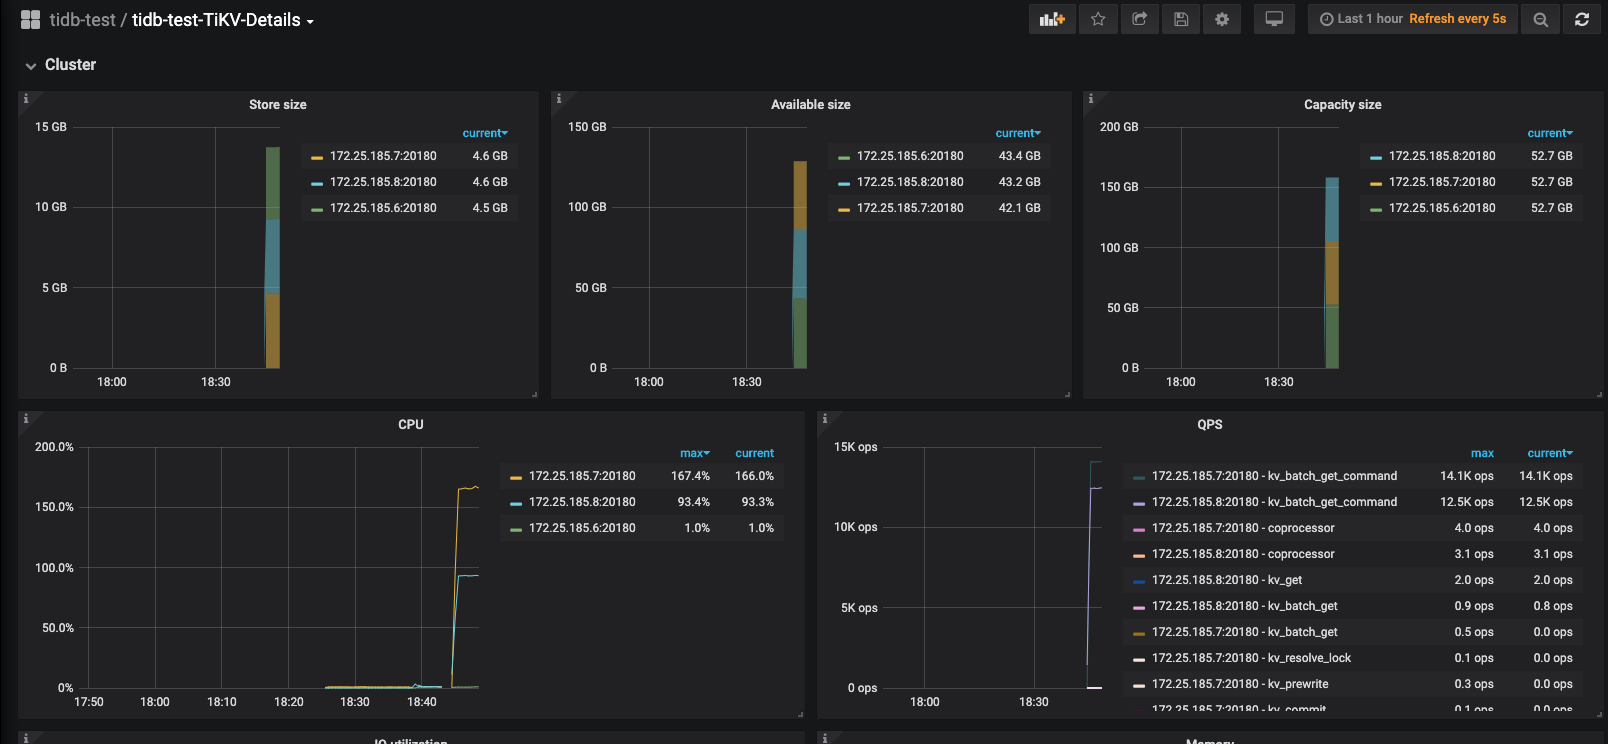 tidb-test / tidb-test-TiKV-Details
Last 1 hour Refresh every 5s
Cluster
Store size
15 GB
10 GB
5 GB
0 B
18:00
18:30
current
172.25.185.7:20180 4.6 GB
172.25.185.8:20180 4.6 GB
172.25.185.6:20180 4.5 GB
Available size
150 GB
100 GB
50 GB
0 B
18:00
18:30
current
172.25.185.6:20180 43.4 GB
172.25.185.8:20180 43.2 GB
172.25.185.7:20180 42.1 GB
Capacity size
200 GB
150 GB
100 GB
50 GB
0 B
18:00
18:30
current
172.25.185.8:20180 52.7 GB
172.25.185.7:20180 52.7 GB
172.25.185.6:20180 52.7 GB
CPU
200.0%
150.0%
100.0%
50.0%
0%
17:50
18:00
18:10
18:20
18:30
18:40
max current
172.25.185.7:20180 167.4% 166.0%
172.25.185.8:20180 93.4% 93.3%
172.25.185.6:20180 1.0% 1.0%
QPS
15K ops
10K ops
5K ops
0 ops
18:00
18:30
max current
172.25.185.7:20180 - kv_batch_get_command 14.1K ops 14.1K ops
172.25.185.8:20180 - kv_batch_get_command 12.5K ops 12.5K ops
172.25.185.7:20180 - coprocessor 4.0 ops 4.0 ops
172.25.185.8:20180 - coprocessor 3.1 ops 3.1 ops
172.25.185.8:20180 - kv_get 2.0 ops 2.0 ops
172.25.185.8:20180 - kv_batch_get 0.9 ops 0.8 ops
172.25.185.7:20180 - kv_batch_get 0.5 ops 0.0 ops
172.25.185.7:20180 - kv_resolve_lock 0.1 ops 0.0 ops
172.25.185.7:20180 - kv_prewrite 0.3 ops 0.0 ops
172.25.185.7:20180 - kv_commit 0.1 ops 0.0 ops
IO utilization
Memory